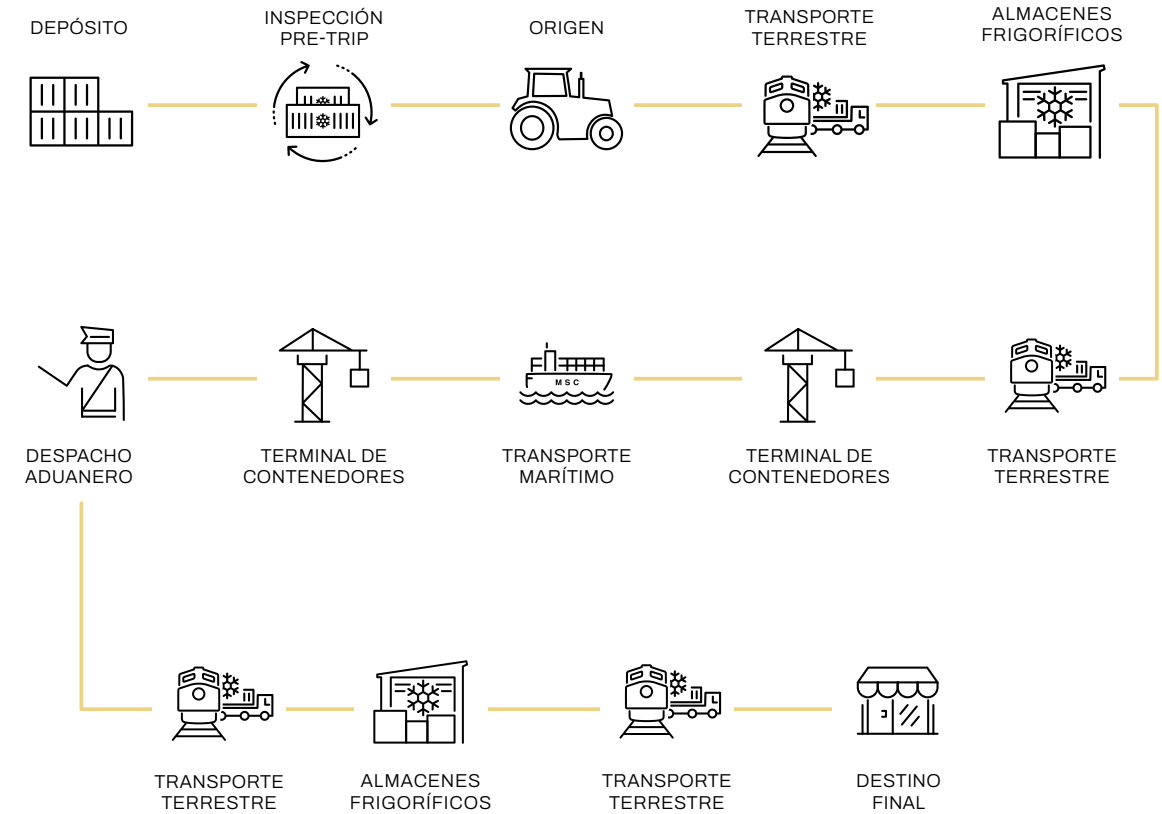 DEPÓSITO
INSPECCIÓN
PRE-TRIP
ORIGEN
TRANSPORTE
TERRESTRE
ALMACENES
FRIGORÍFICOS
MSC
DESPACHO
ADUANERO
TERMINAL DE
CONTENEDORES
TRANSPORTE
MARÍTIMO
TERMINAL DE
CONTENEDORES
TRANSPORTE
TERRESTRE
TRANSPORTE
TERRESTRE
ALMACENES
FRIGORÍFICOS
TRANSPORTE
TERRESTRE
DESTINO
FINAL